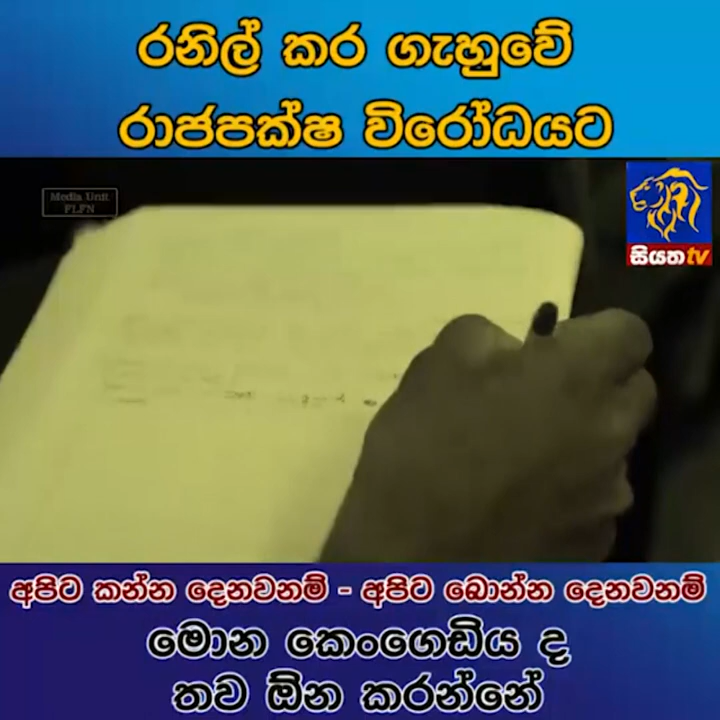 රනිල් කර ගැහුවේ
රාජපක්ෂ විරෝධයට
Media Unit
FLFN
සියත tv
අපිට කන්න දෙනවනම් - අපිට බොන්න දෙනවනම්
මොන කෙංගෙඩිය ද
තව ඕන කරන්නේ